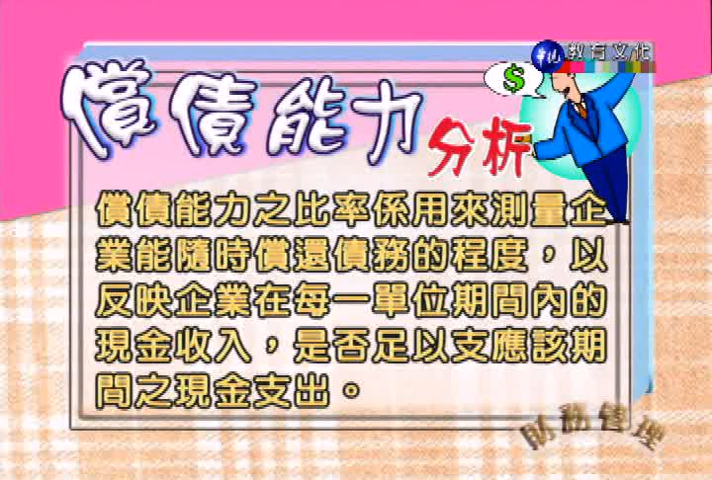 華視 教育文化
$
償債能力
分析
償債能力之比率係用來測量企
業能隨時償還債務的程度，以
反映企業在每一單位期間內的
現金收入，是否足以支應該期
間之現金支出。
財務管理